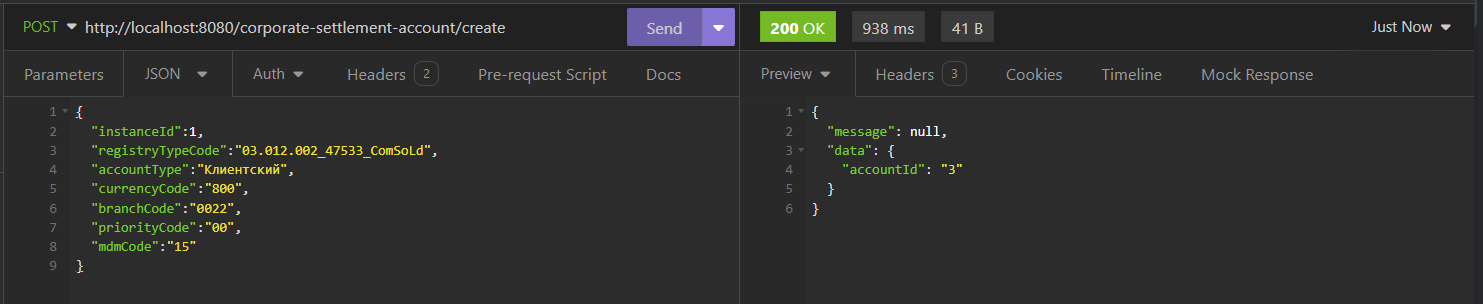 POST http://localhost:8080/corporate-settlement-account/create Send 200 OK 938 ms 41 B Just Now
Parameters JSON Auth Headers 2 Pre-request Script Docs Preview Headers 3 Cookies Timeline Mock Response
1 {
2 "instanceId":1,
3 "registryTypeCode":"03.012.002_47533_ComSoLd",
4 "accountType":"Клиентский",
5 "currencyCode":"800",
6 "branchCode":"0022",
7 "priorityCode":"00",
8 "mdmCode":"15"
9 }
1 {
2 "message": null,
3 "data": {
4 "accountId": "3"
5 }
6 }